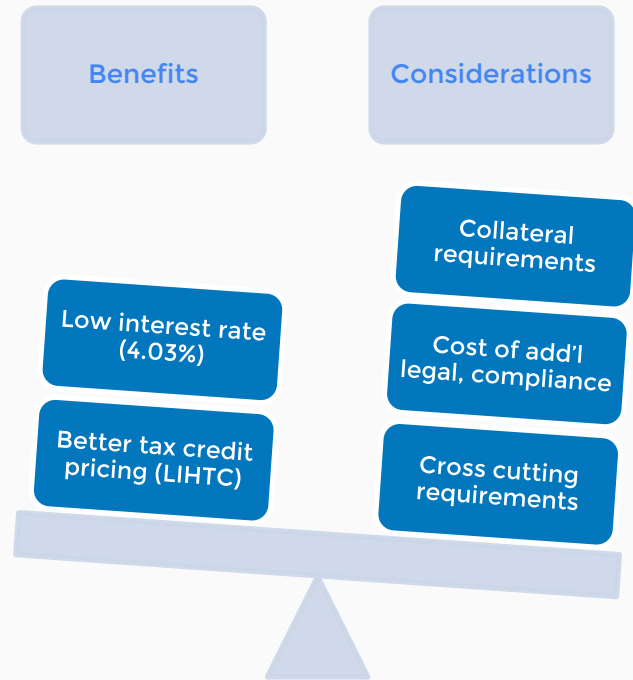 Benefits
Considerations
Low interest rate
(4.03%)
Better tax credit
pricing (LIHTC)
Collateral
requirements
Cost of add'l
legal, compliance
Cross cutting
requirements